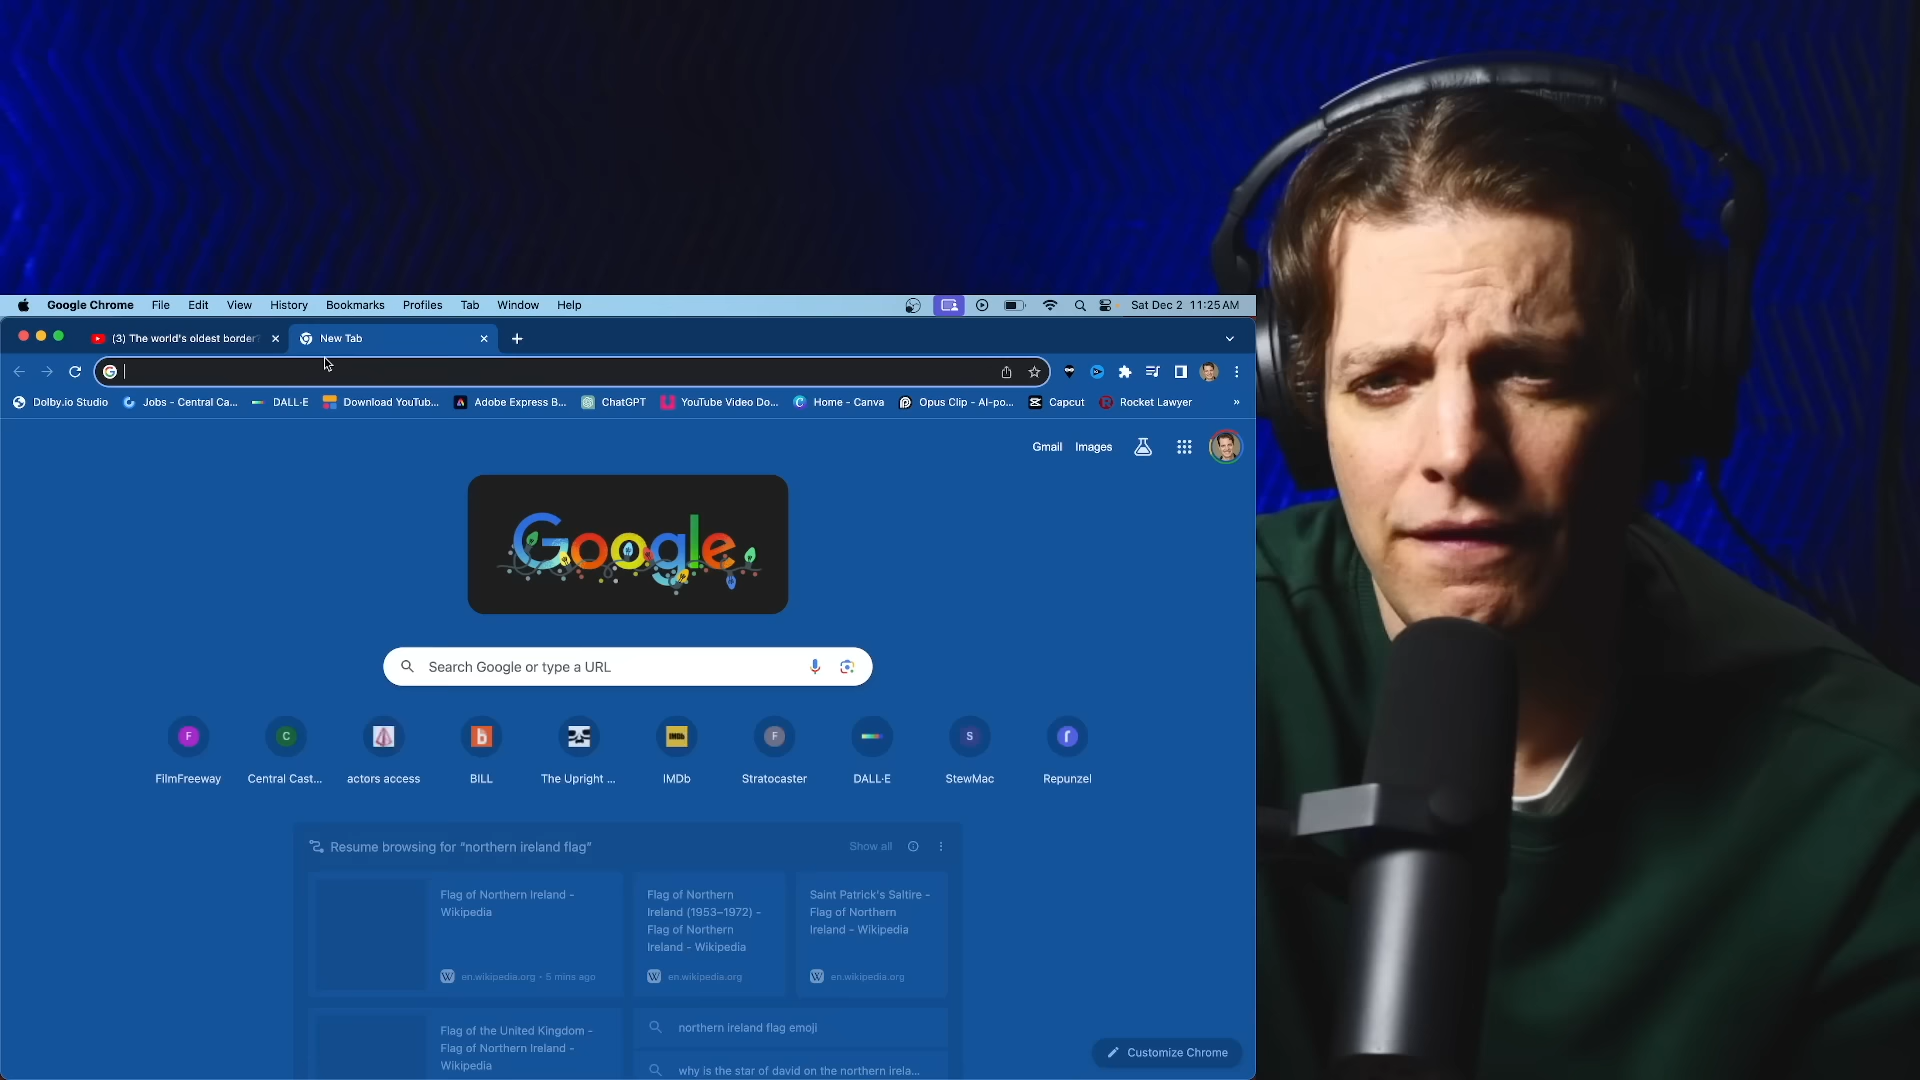 Google Chrome File Edit View History Bookmarks Profiles Tab Window Help Sat Dec 2 11:25 AM
(3) The world's oldest border? New Tab
Dolby.io Studio Jobs - Central Ca... DALL·E Download YouTub... Adobe Express B... ChatGPT YouTube Video Do... Home - Canva Opus Clip - AI-po... Capcut Rocket Lawyer »
Gmail Images
Google
Search Google or type a URL
F C b IMDb F S r
FilmFreeway Central Cast... actors access BILL The Upright ... IMDb Stratocaster DALL·E StewMac Repunzel
Resume browsing for "northern ireland flag" Show all
Flag of Northern Ireland -
Wikipedia
W en.wikipedia.org - 5 mins ago
Flag of Northern
Ireland (1953–1972) -
Flag of Northern
Ireland - Wikipedia
W en.wikipedia.org
Saint Patrick's Saltire -
Flag of Northern
Ireland - Wikipedia
W en.wikipedia.org
Flag of the United Kingdom -
Flag of Northern Ireland -
Wikipedia
northern ireland flag emoji
why is the star of david on the northern irela...
Customize Chrome